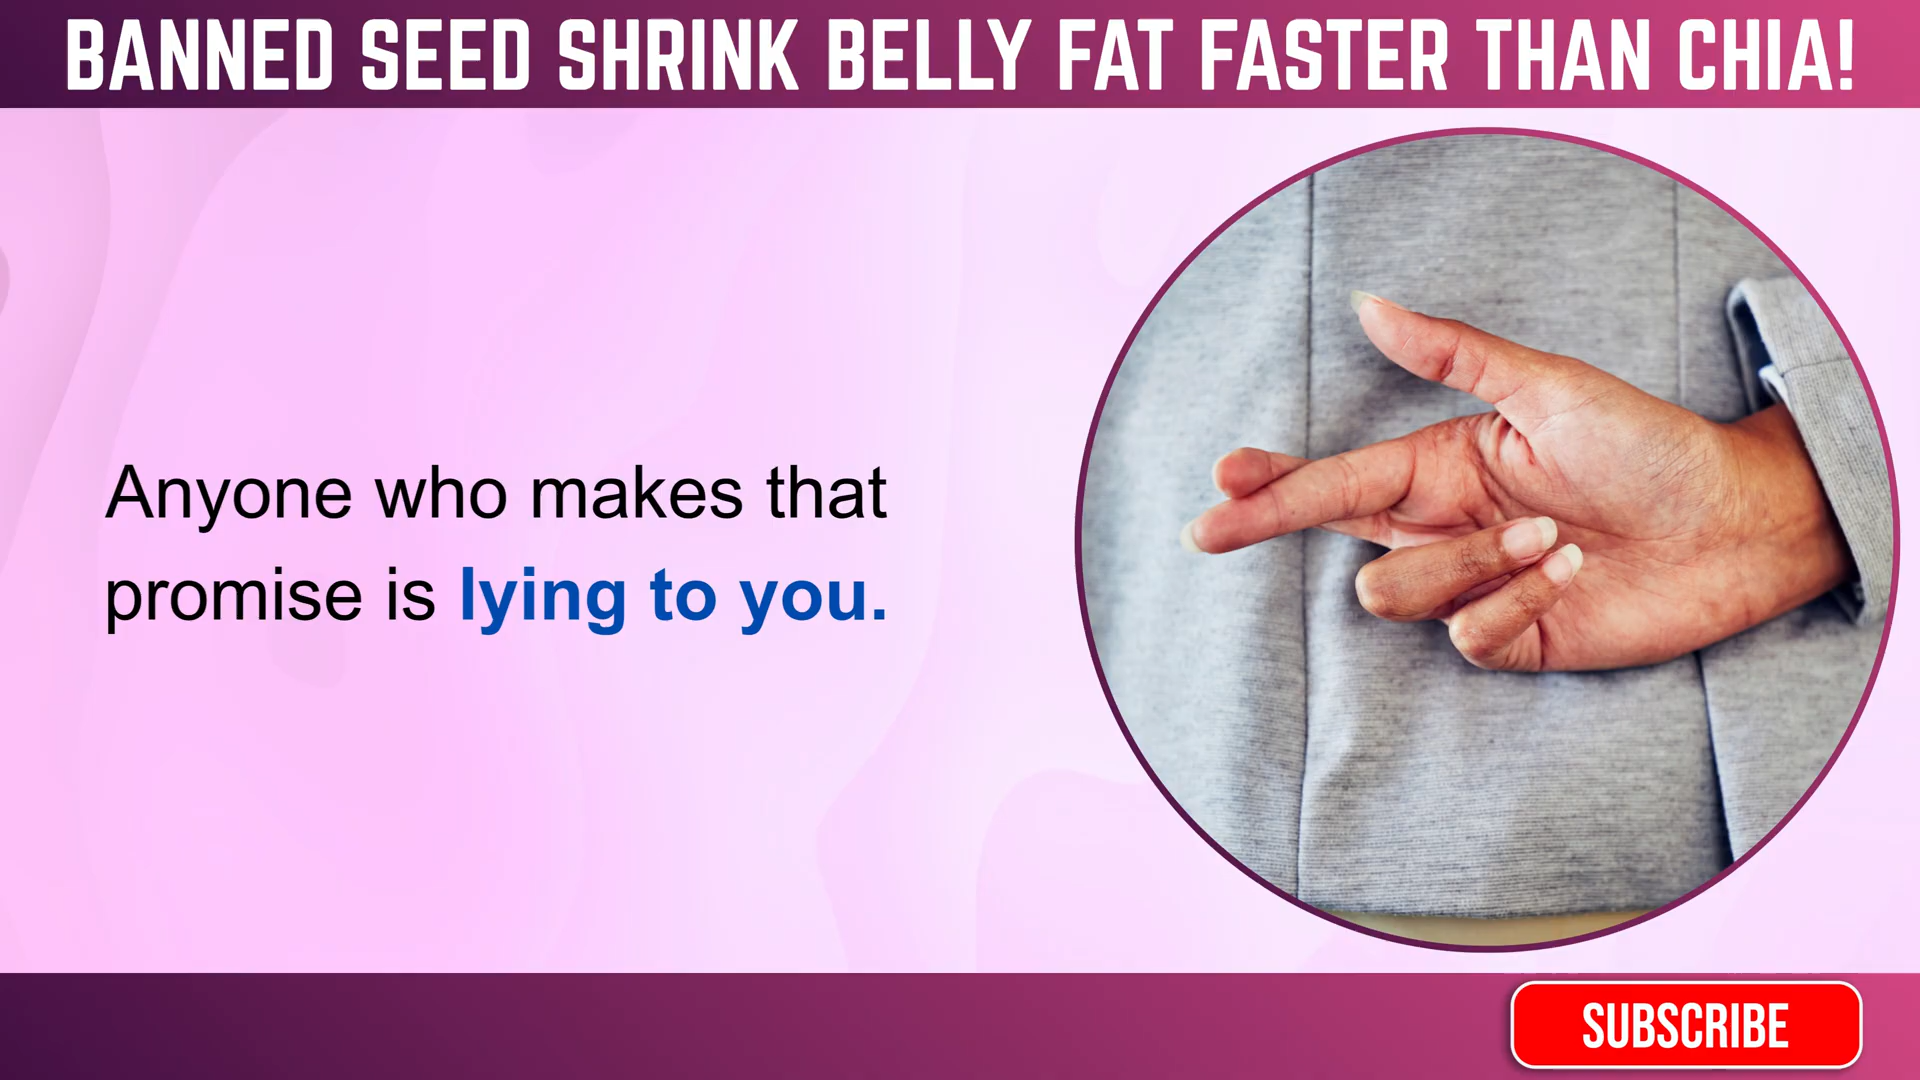 BANNED SEED SHRINK BELLY FAT FASTER THAN CHIA!
Anyone who makes that
promise is lying to you.
SUBSCRIBE